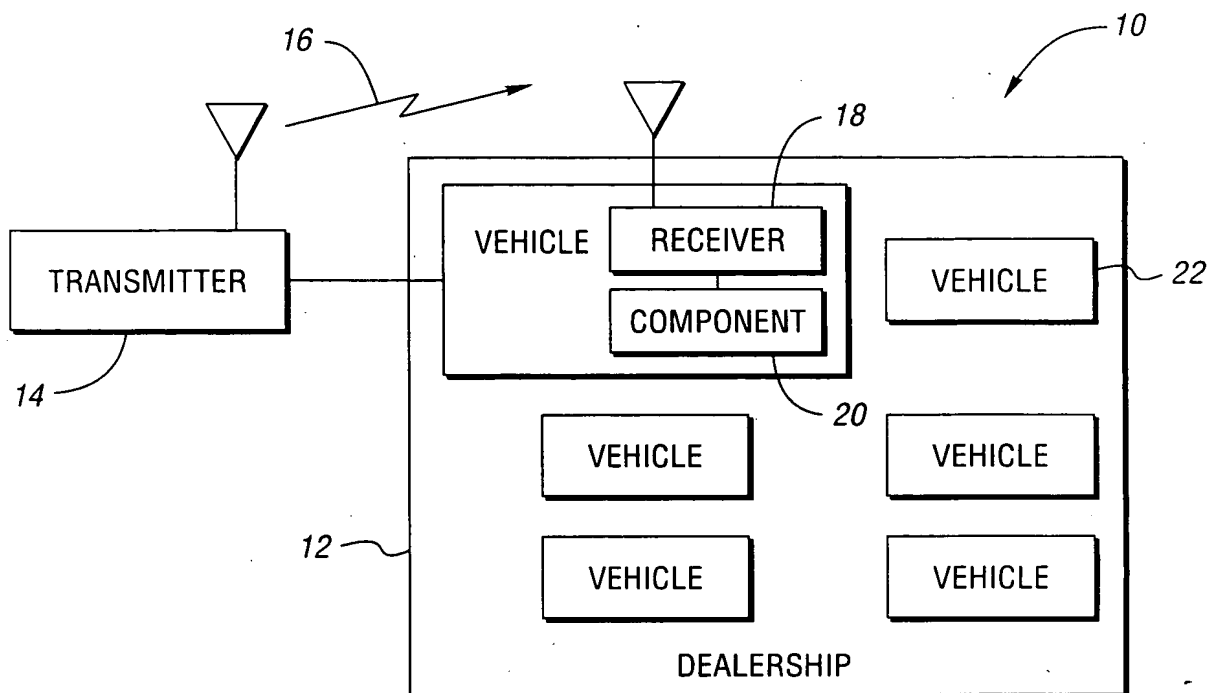 10
16
18
VEHICLE
RECEIVER
TRANSMITTER
VEHICLE
22
COMPONENT
14
20
VEHICLE
VEHICLE
12
VEHICLE
VEHICLE
DEALERSHIP